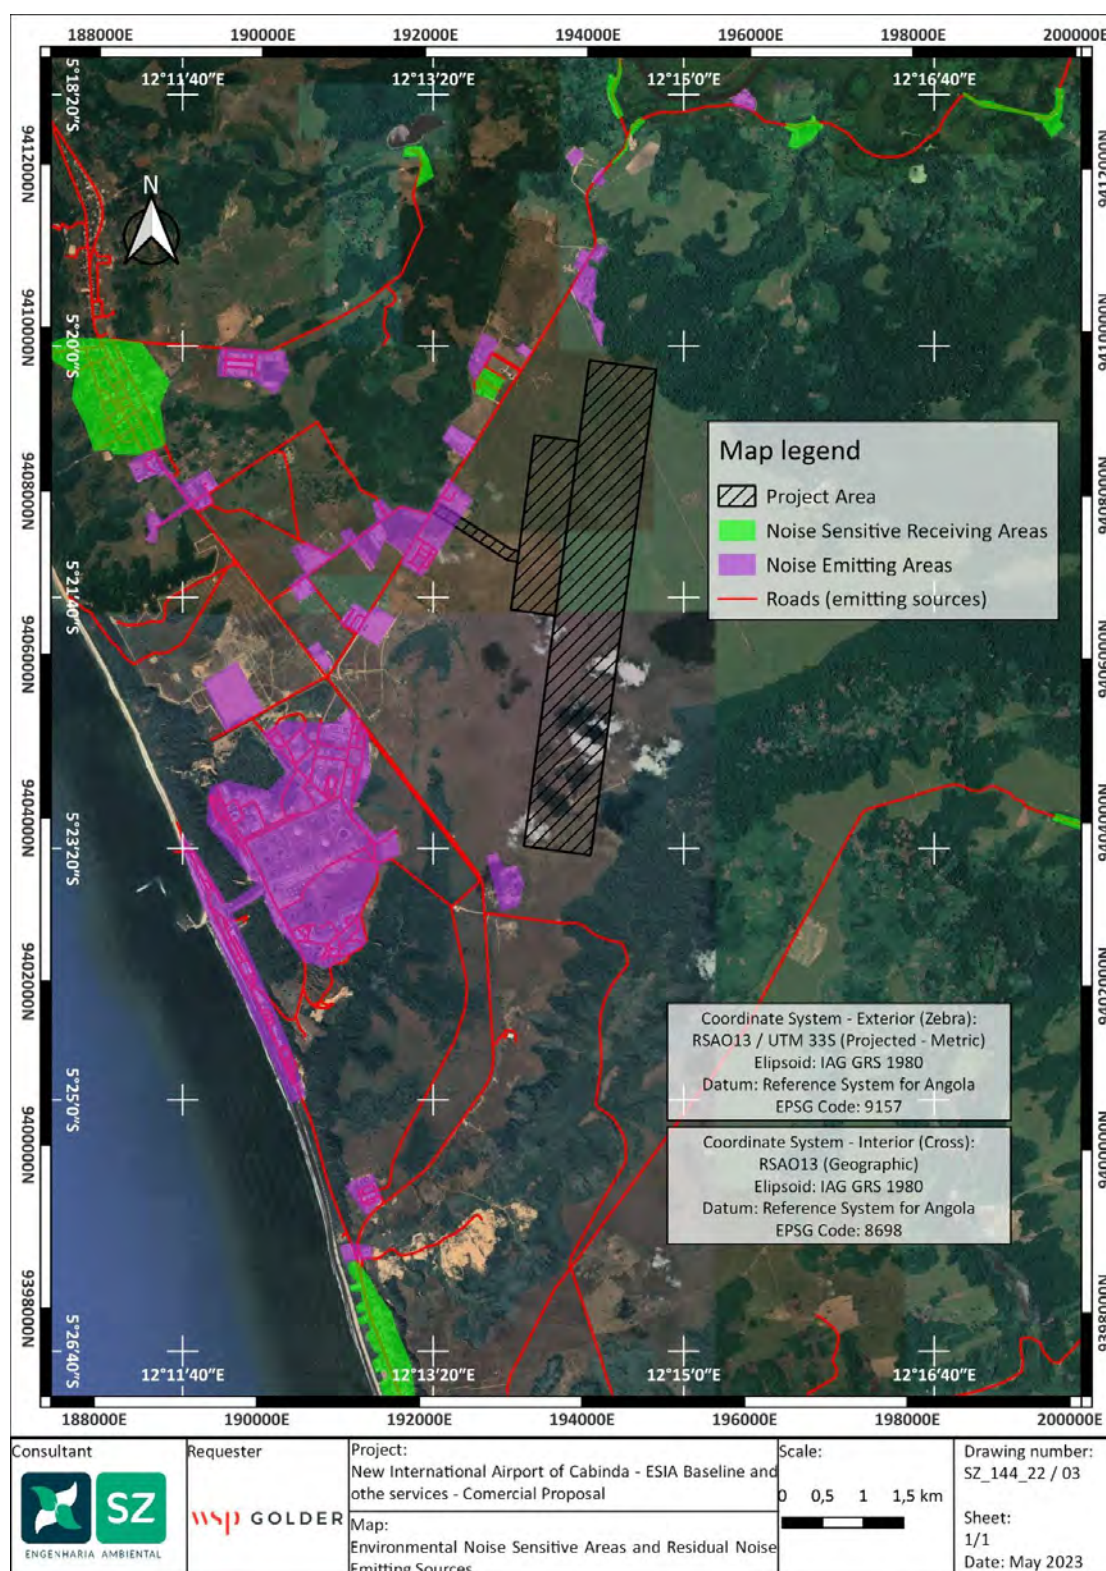 188000E 190000E 192000E 194000E 196000E 198000E 200000E
12°11'40"E 12°13'20"E 12°15'0"E 12°16'40"E
5°18'20"S
9412000N 9412000N
N
9410000N 5°20'0"S 9410000N
Map legend
Project Area
Noise Sensitive Receiving Areas
Noise Emitting Areas
Roads (emitting sources)
9408000N 9408000N
5°21'40"S
9406000N 9406000N
9404000N 5°23'20"S 9404000N
9402000N 9402000N
Coordinate System - Exterior (Zebra):
RSAO13 / UTM 33S (Projected - Metric)
Elipsoid: IAG GRS 1980
Datum: Reference System for Angola
EPSG Code: 9157
5°25'0"S
9400000N 9400000N
Coordinate System - Interior (Cross):
RSAO13 (Geographic)
Elipsoid: IAG GRS 1980
Datum: Reference System for Angola
EPSG Code: 8698
9398000N 9398000N
5°26'40"S
12°11'40"E 12°13'20"E 12°15'0"E 12°16'40"E
188000E 190000E 192000E 194000E 196000E 198000E 200000E
Consultant
SZ
ENGENHARIA AMBIENTAL
Requester
wsp GOLDER
Project:
New International Airport of Cabinda - ESIA Baseline and
othe services - Comercial Proposal
Map:
Environmental Noise Sensitive Areas and Residual Noise
Emitting Sources
Scale:
0 0,5 1 1,5 km
Drawing number:
SZ_144_22 / 03
Sheet:
1/1
Date: May 2023